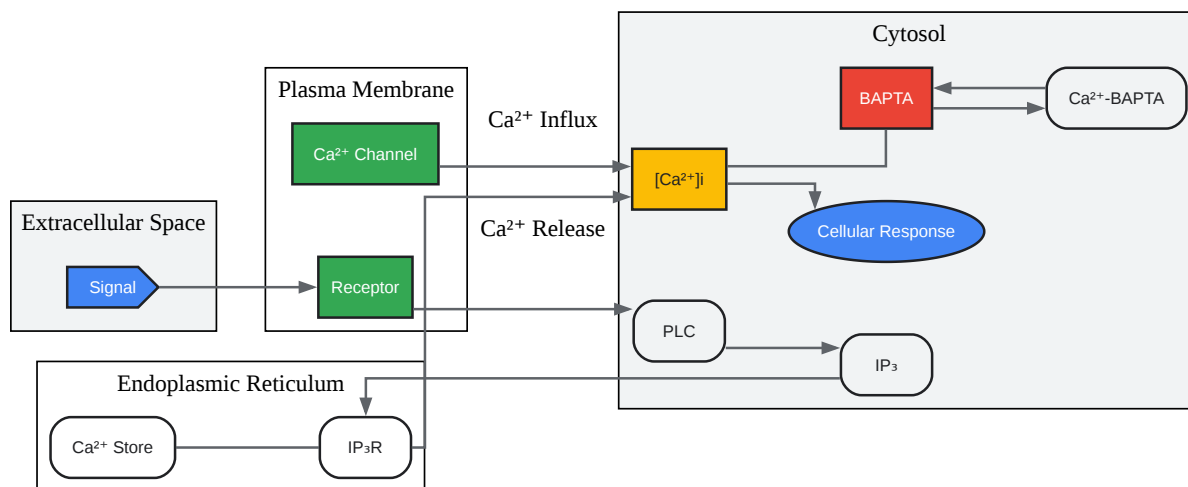 Cytosol
BAPTA
Ca²⁺-BAPTA
Plasma Membrane
Ca²⁺ Influx
Ca²⁺ Channel
[Ca²⁺]i
Extracellular Space
Ca²⁺ Release
Cellular Response
Signal
Receptor
PLC
IP₃
Endoplasmic Reticulum
Ca²⁺ Store
IP₃R